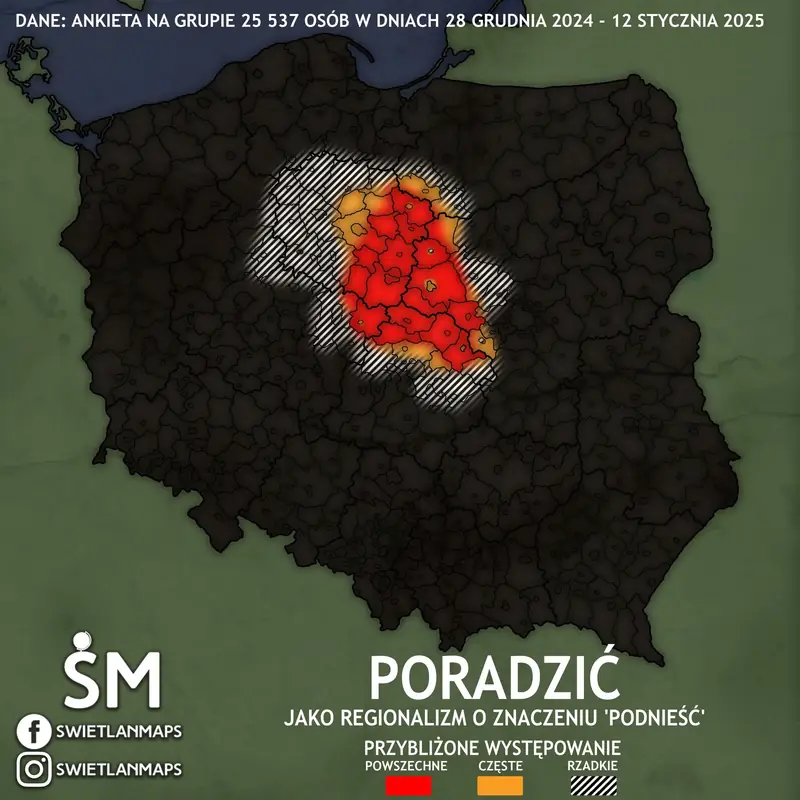 DANE: ANKIETA NA GRUPIE 25 537 OSÓB W DNIACH 28 GRUDNIA 2024 - 12 STYCZNIA 2025
ŚM
SWIETLANMAPS
SWIETLANMAPS
PORADZIĆ
JAKO REGIONALIZM O ZNACZENIU 'PODNIEŚĆ'
PRZYBLIŻONE WYSTĘPOWANIE
POWSZECHNE CZĘSTE RZADKIE